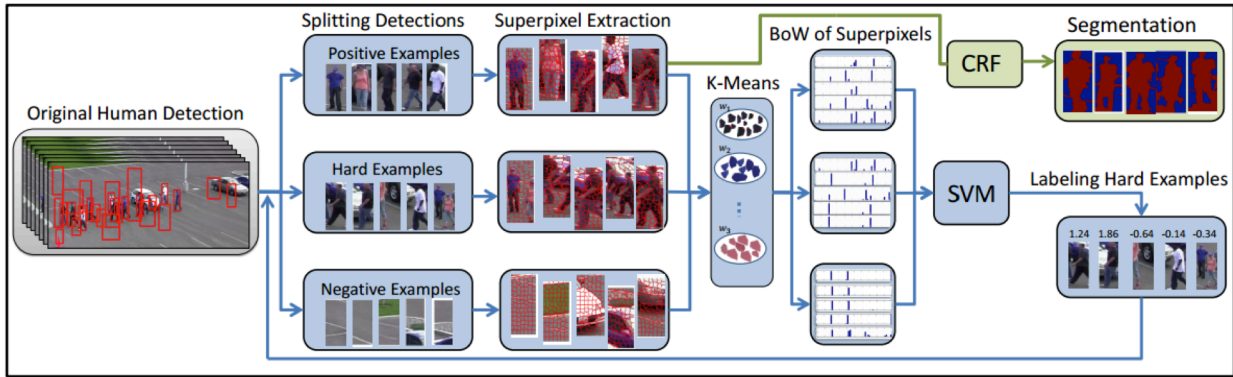 Original Human Detection
Splitting Detections
Positive Examples
Hard Examples
Negative Examples
Superpixel Extraction
K-Means
w₁
w₂
w₃
BoW of Superpixels
CRF
Segmentation
SVM
Labeling Hard Examples
1.24 1.86 -0.64 -0.14 -0.34